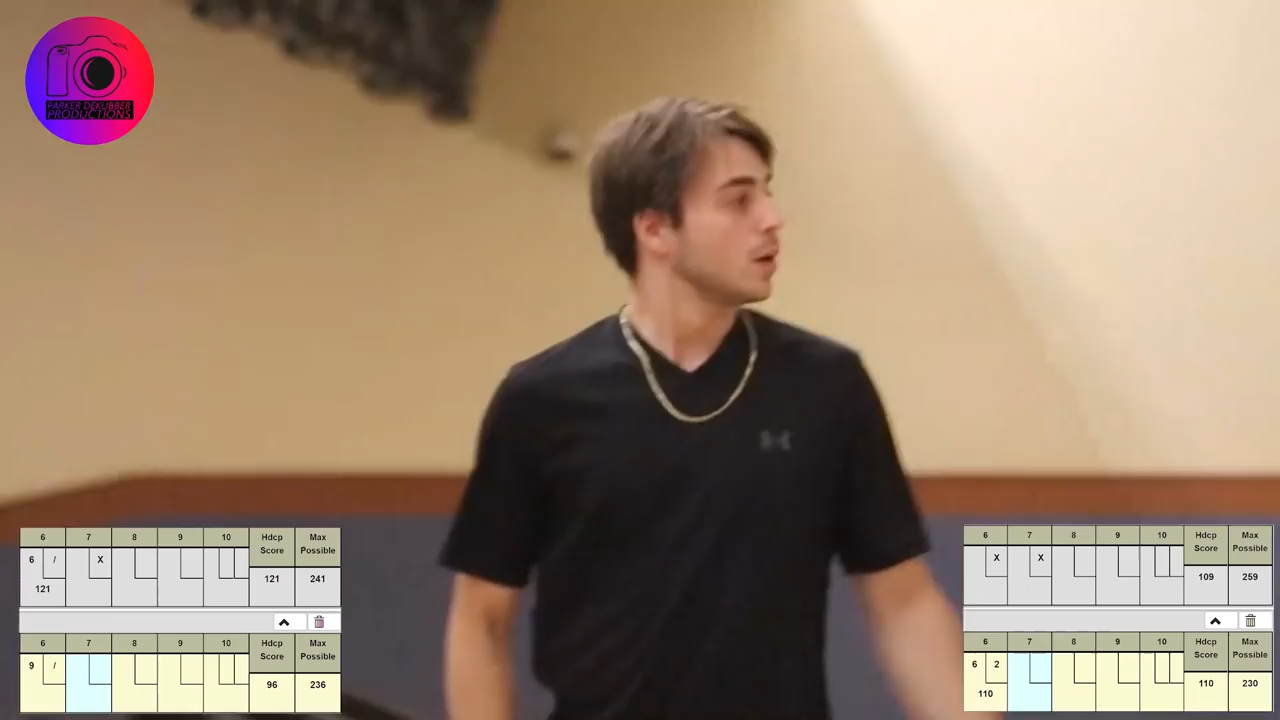 PARKER DEKUBBER
PRODUCTIONS
6 7 8 9 10 Hdcp Score Max Possible
6 / X
121 121 241
6 7 8 9 10 Hdcp Score Max Possible
9 / 96 236
6 7 8 9 10 Hdcp Score Max Possible
X X 109 259
6 7 8 9 10 Hdcp Score Max Possible
6 2
110 110 230